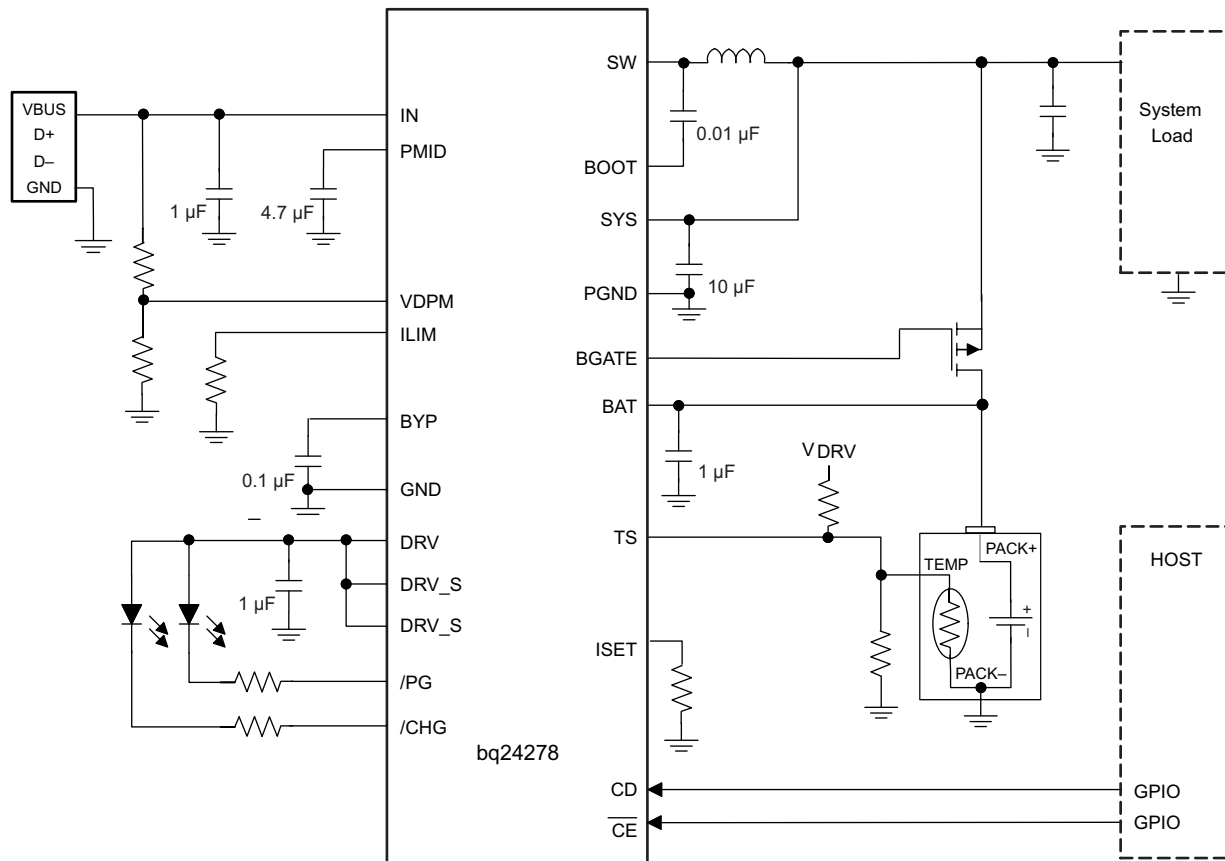 VBUS
D+
D–
GND
IN
PMID
1 µF
4.7 µF
VDPM
ILIM
BYP
0.1 µF
GND
–
DRV
DRV_S
DRV_S
1 µF
/PG
/CHG
bq24278
SW
0.01 µF
BOOT
SYS
10 µF
PGND
BGATE
BAT
1 µF
VDRV
TS
ISET
CD
CE
System
Load
TEMP
PACK+
+
–
PACK–
HOST
GPIO
GPIO